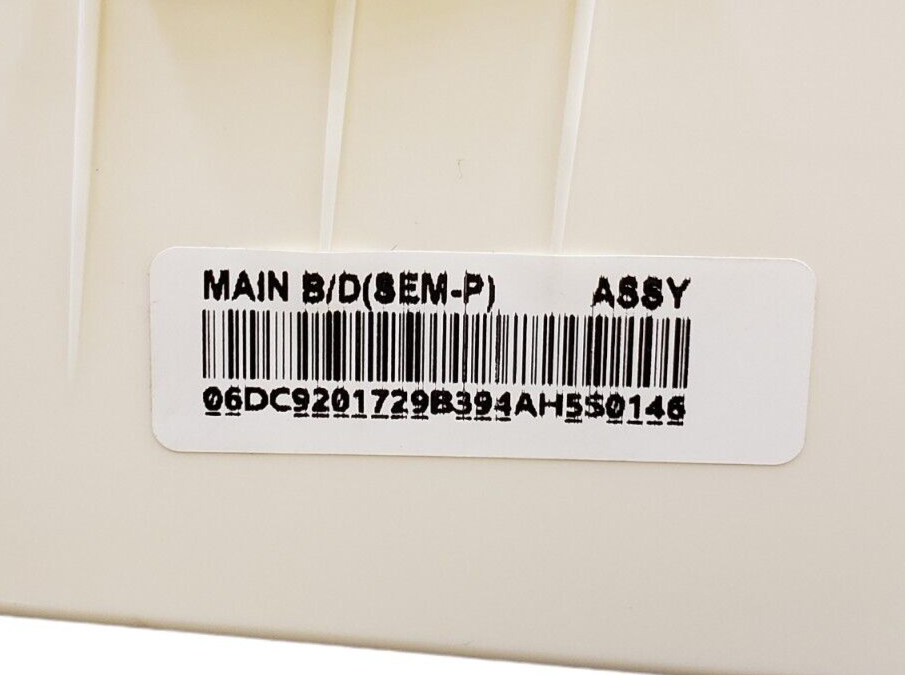 MAIN B/D(SEM-P) ASSY
06DC9201729B394AH5S0146